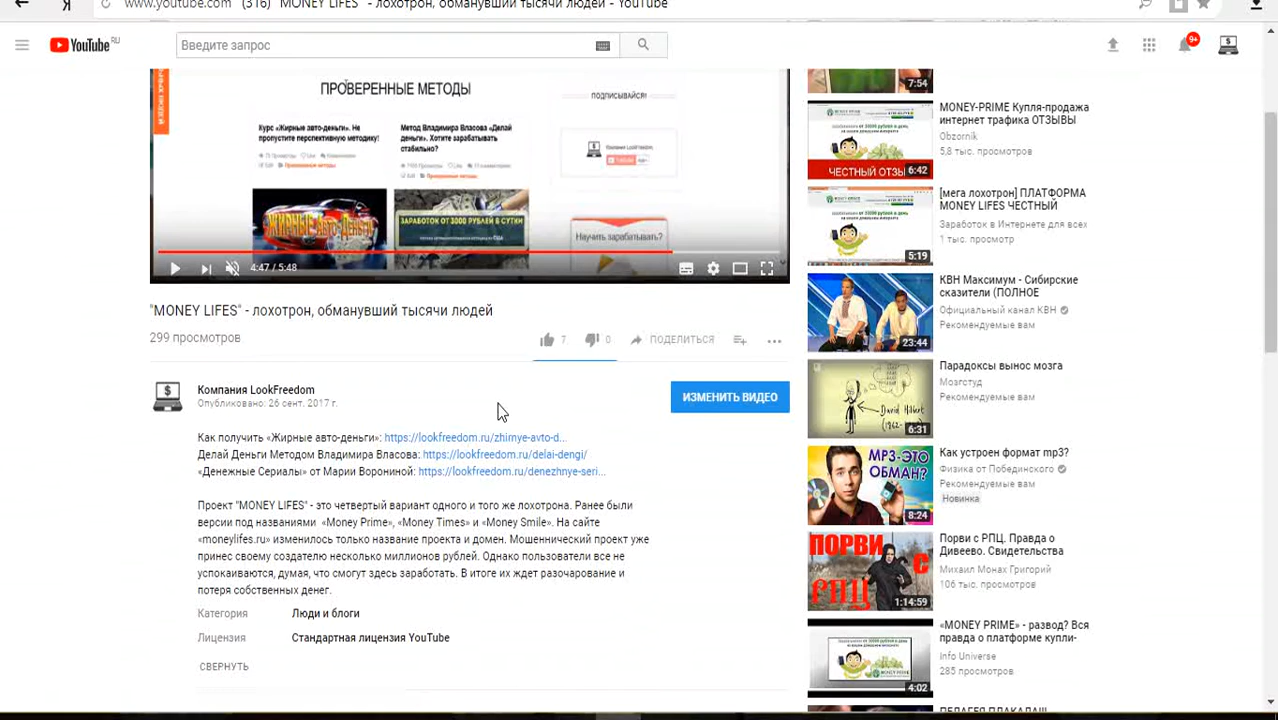 www.youtube.com (316) "MONEY LIFES" - лохотрон, обманувший тысячи людей - YouTube
YouTube RU
Введите запрос
9+
ПРОВЕРЕННЫЕ МЕТОДЫ
ПОДПИСЫВАЙСЯ!
Курс «Жирные авто-деньги». Не
пропустите перспективную методику!
Метод Владимира Власова «Делай
деньги». Хотите зарабатывать
стабильно?
Компания LookFreedom
ЖИРНЫЕ
ЗАРАБОТОК ОТ 3000 РУБЛЕЙ В СУТКИ
Научить зарабатывать?
4:47 / 5:48
"MONEY LIFES" - лохотрон, обманувший тысячи людей
299 просмотров
7
0
ПОДЕЛИТЬСЯ
Компания LookFreedom
Опубликовано: 26 сент. 2017 г.
ИЗМЕНИТЬ ВИДЕО
Как изучить «Жирные авто-деньги»: https://lookfreedom.ru/zhirnye-avto-d...
Деньги Методом Владимира Власова: https://lookfreedom.ru/delai-dengi/
«Денежные Сериалы» от Марии Ворониной: https://lookfreedom.ru/denezhnye-seri...
Проект "MONEY LIFES" - это четвертый вариант одного и того же лохотрона. Ранее были
под названиями «Money Prime», «Money Times» и «Money Smile». На сайте
«moneylifes.ru» изменилось только название проекта и домен. Мошеннический проект уже
принес своему создателю несколько миллионов рублей. Однако пользователи все не
успокаиваются, думая, что смогут здесь заработать. В итоге их ждет разочарование и
потеря собственных денег.
Люди и блоги
Лицензия Стандартная лицензия YouTube
СВЕРНУТЬ
7:54
MONEY-PRIME Купля-продажа
интернет трафика ОТЗЫВЫ
Obzornik
5,8 тыс. просмотров
ЧЕСТНЫЙ ОТЗЫ
6:42
[мега лохотрон] ПЛАТФОРМА
MONEY LIFES ЧЕСТНЫЙ
Заработок в Интернете для всех
1 тыс. просмотр
5:19
КВН Максимум - Сибирские
сказители (ПОЛНОЕ
Официальный канал КВН
Рекомендуемые вам
23:44
Парадоксы вынос мозга
Мозгстуд
Рекомендуемые вам
David Hilbert
6:31
Как устроен формат mp3?
Физика от Побединского
Рекомендуемые вам
Новинка
MP3-ЭТО
ОБМАН?
8:24
Порви с РПЦ. Правда о
Дивеево. Свидетельства
Михаил Монах Григорий
106 тыс. просмотров
ПОРВИ
С
РПЦ
1:14:59
«MONEY PRIME» - развод? Вся
правда о платформе купли-
Info Universe
285 просмотров
4:02